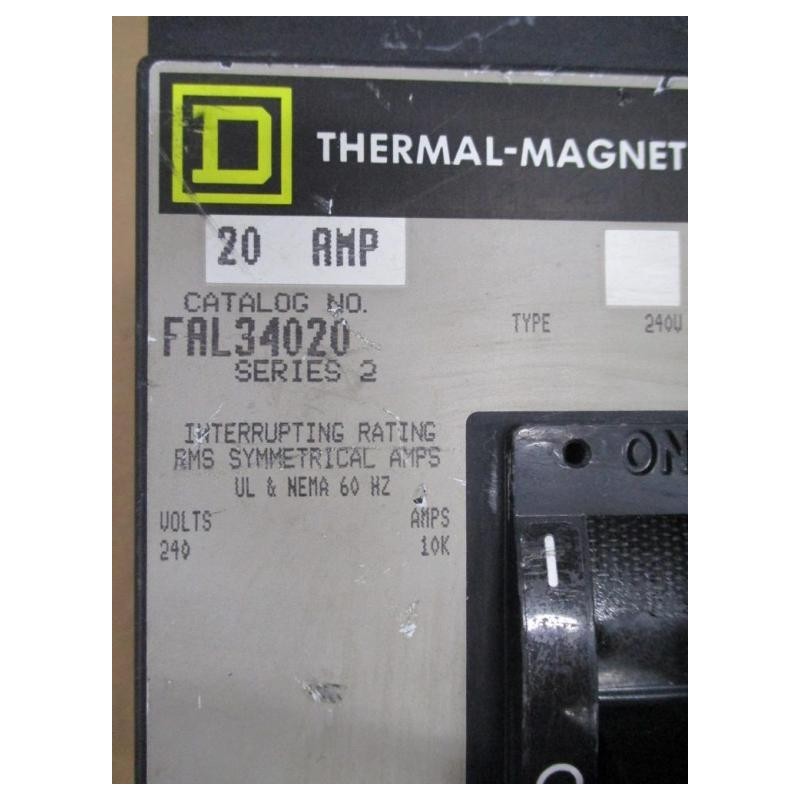 D
THERMAL-MAGNET
20 AMP
CATALOG NO.
FAL34020
SERIES 2
TYPE 240V
INTERRUPTING RATING
RMS SYMMETRICAL AMPS
UL & NEMA 60 HZ
VOLTS AMPS
240 10K
ON